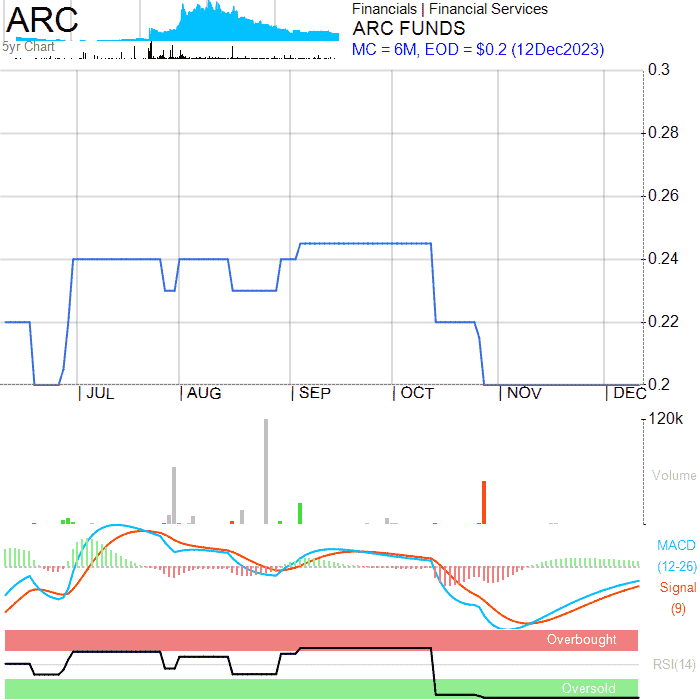 ARC
5yr Chart
Financials | Financial Services
ARC FUNDS
MC = 6M, EOD = $0.2 (12Dec2023)
0.3
0.28
0.26
0.24
0.22
0.2
| JUL | AUG | SEP | OCT | NOV | DEC
120k
Volume
MACD
(12-26)
Signal
(9)
Overbought
RSI(14)
Oversold